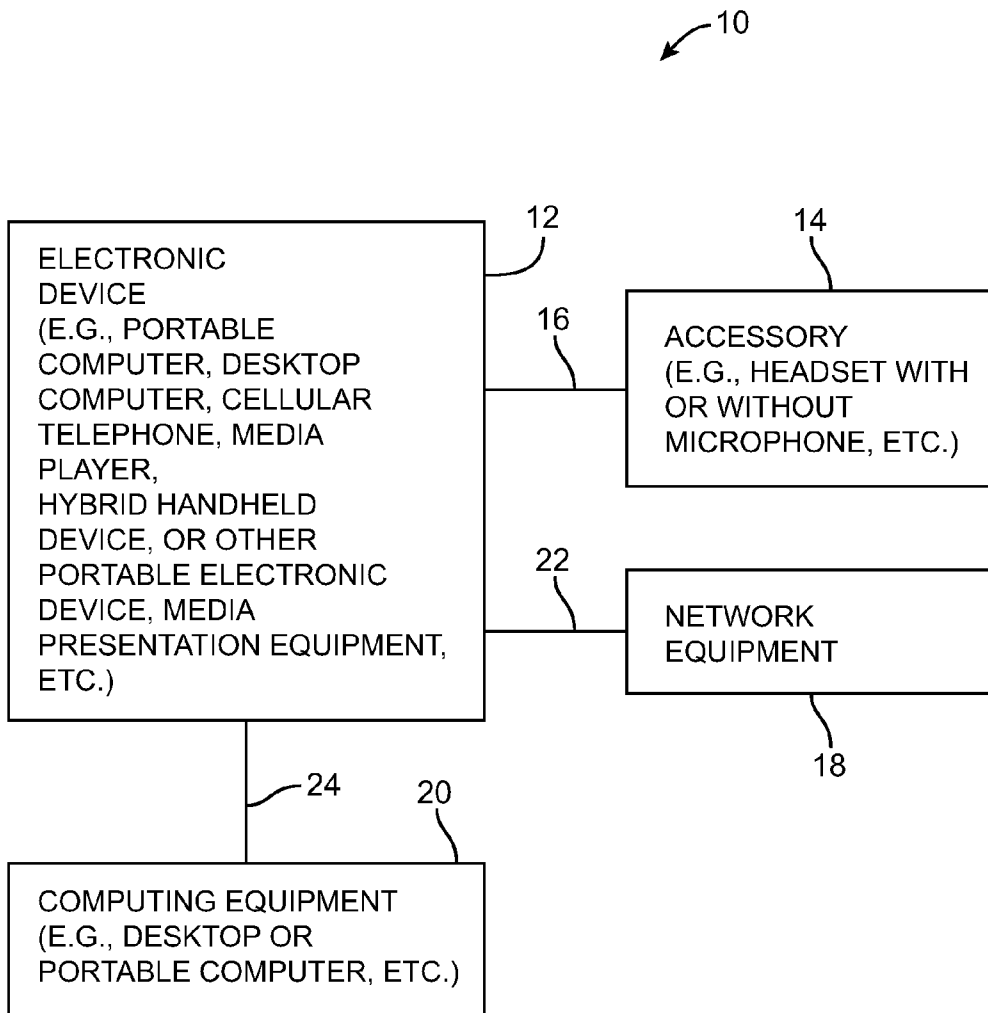 10
12
ELECTRONIC
DEVICE
(E.G., PORTABLE
COMPUTER, DESKTOP
COMPUTER, CELLULAR
TELEPHONE, MEDIA
PLAYER,
HYBRID HANDHELD
DEVICE, OR OTHER
PORTABLE ELECTRONIC
DEVICE, MEDIA
PRESENTATION EQUIPMENT,
ETC.)
14
16
ACCESSORY
(E.G., HEADSET WITH
OR WITHOUT
MICROPHONE, ETC.)
22
NETWORK
EQUIPMENT
18
24
20
COMPUTING EQUIPMENT
(E.G., DESKTOP OR
PORTABLE COMPUTER, ETC.)